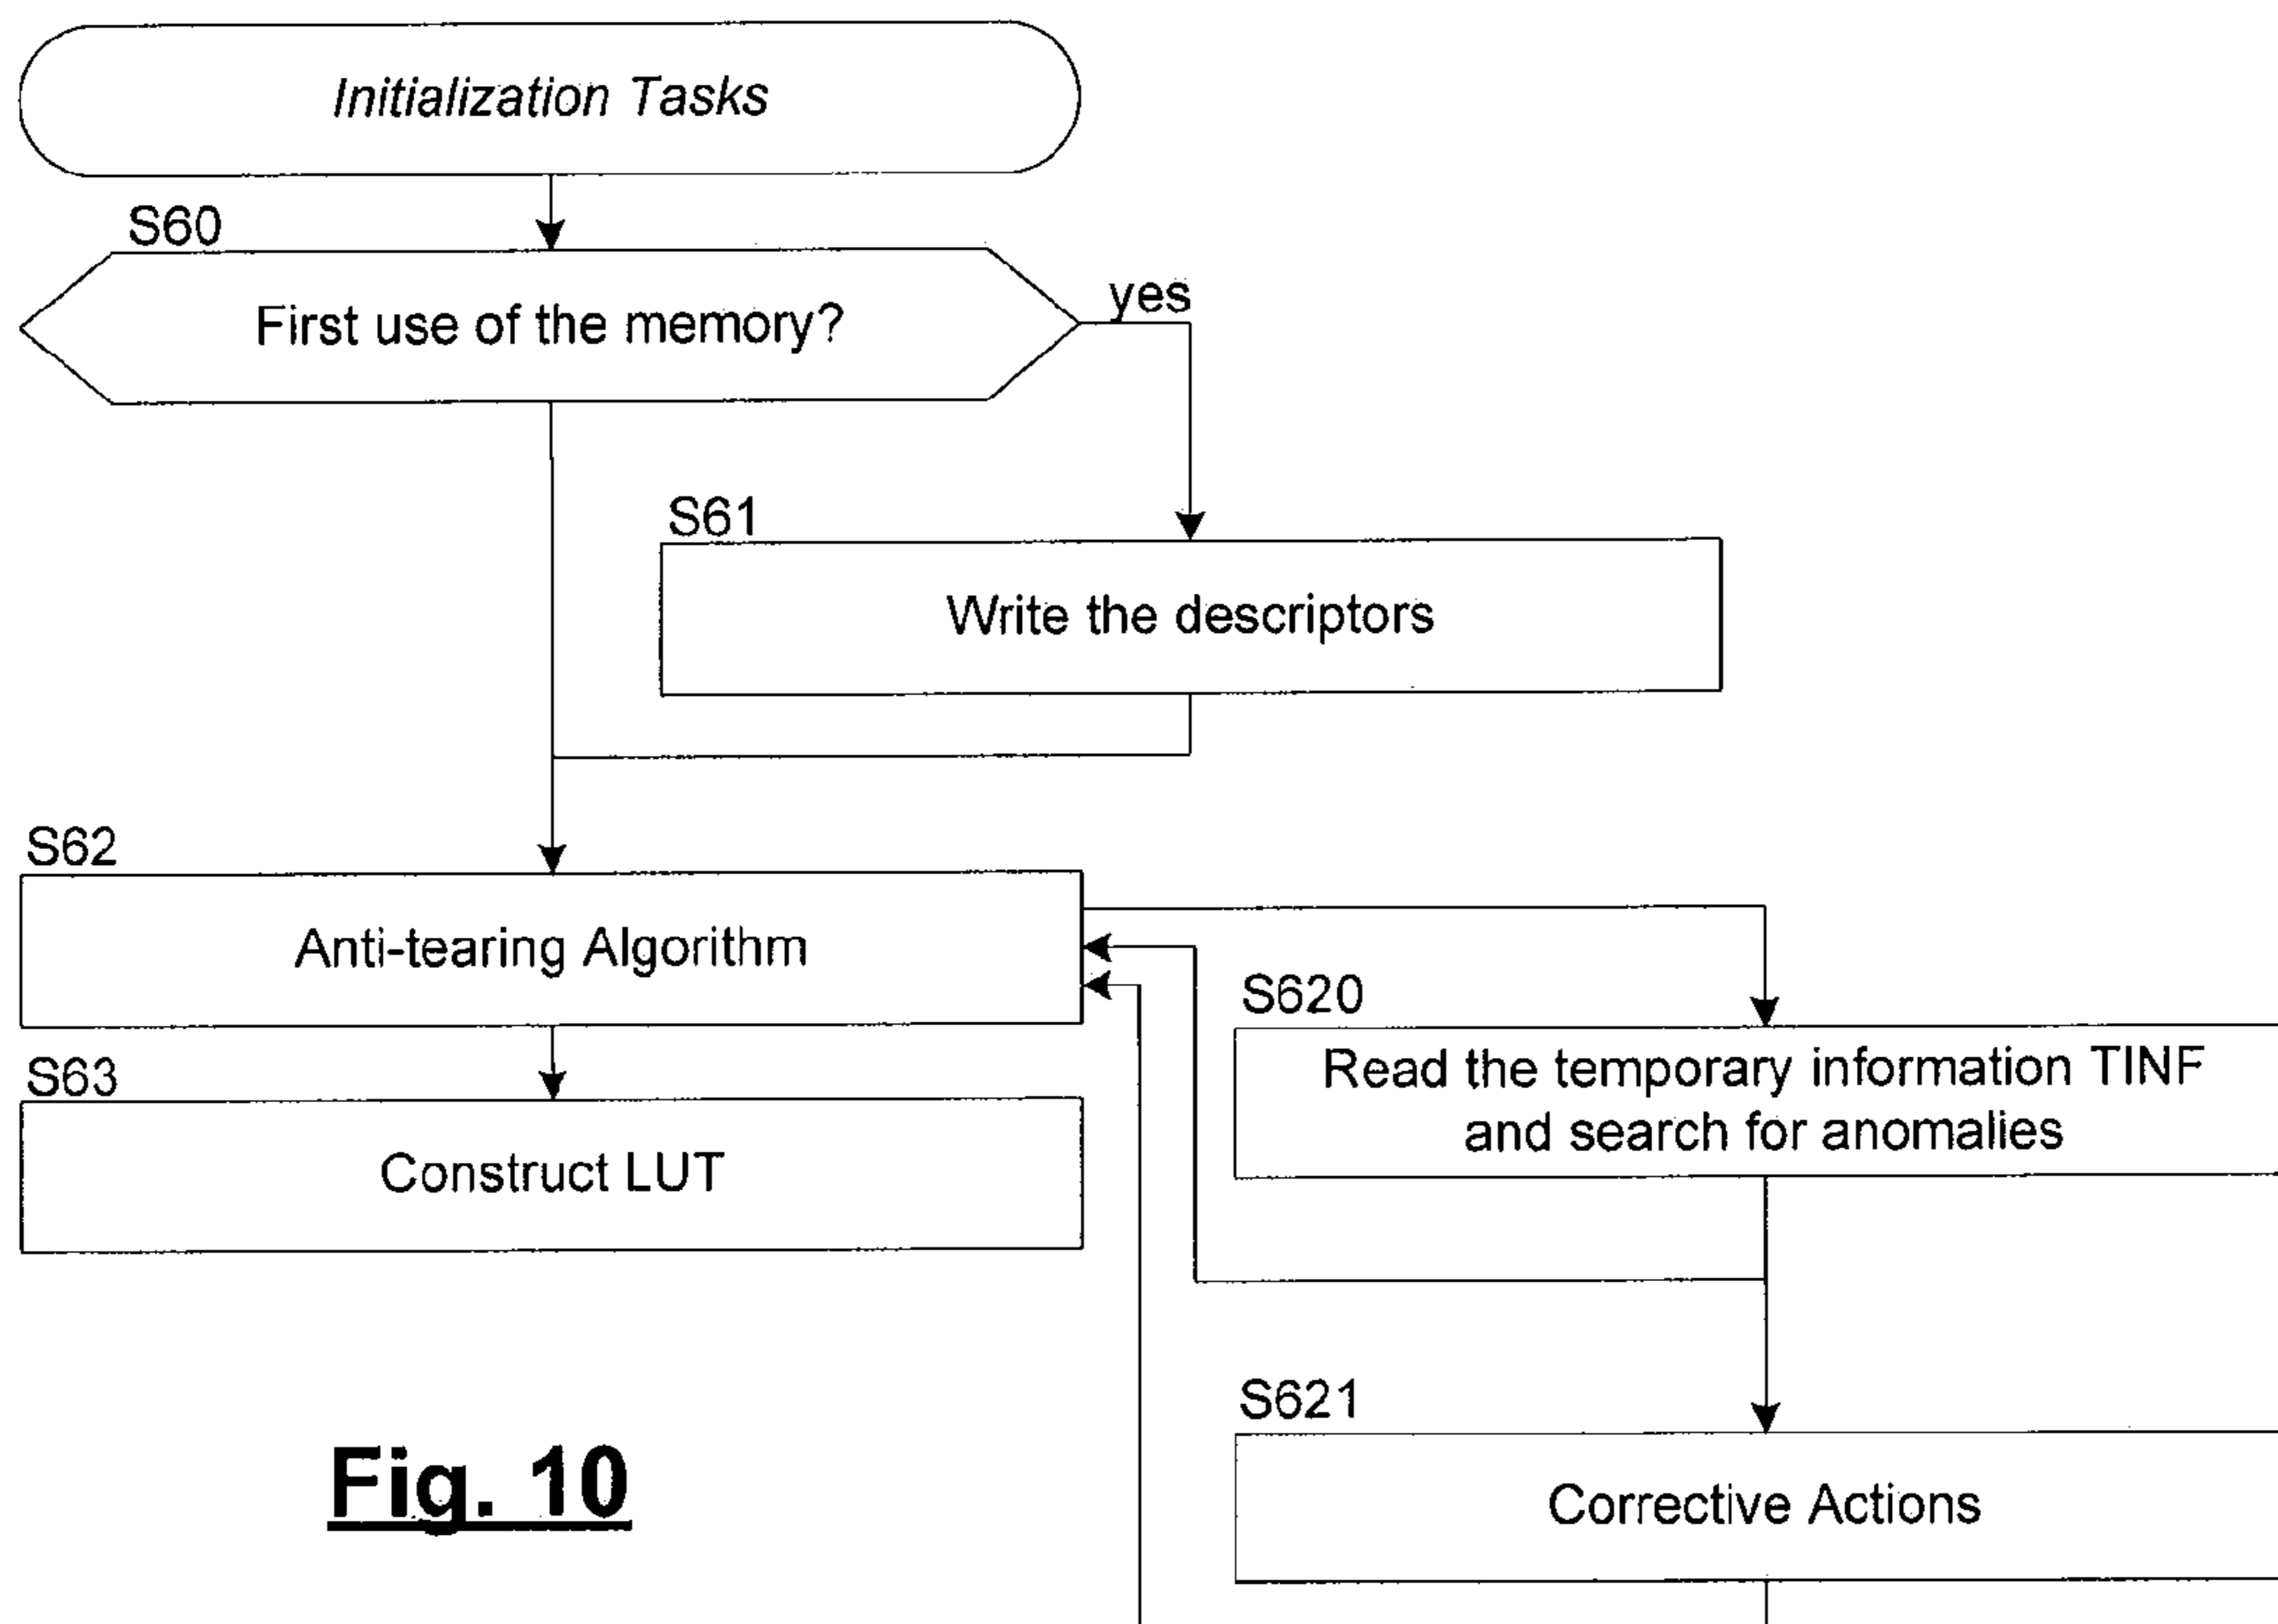 Initialization Tasks
S60
First use of the memory?
yes
S61
Write the descriptors
S62
Anti-tearing Algorithm
S620
Read the temporary information TINF
and search for anomalies
S63
Construct LUT
S621
Corrective Actions
Fig. 10